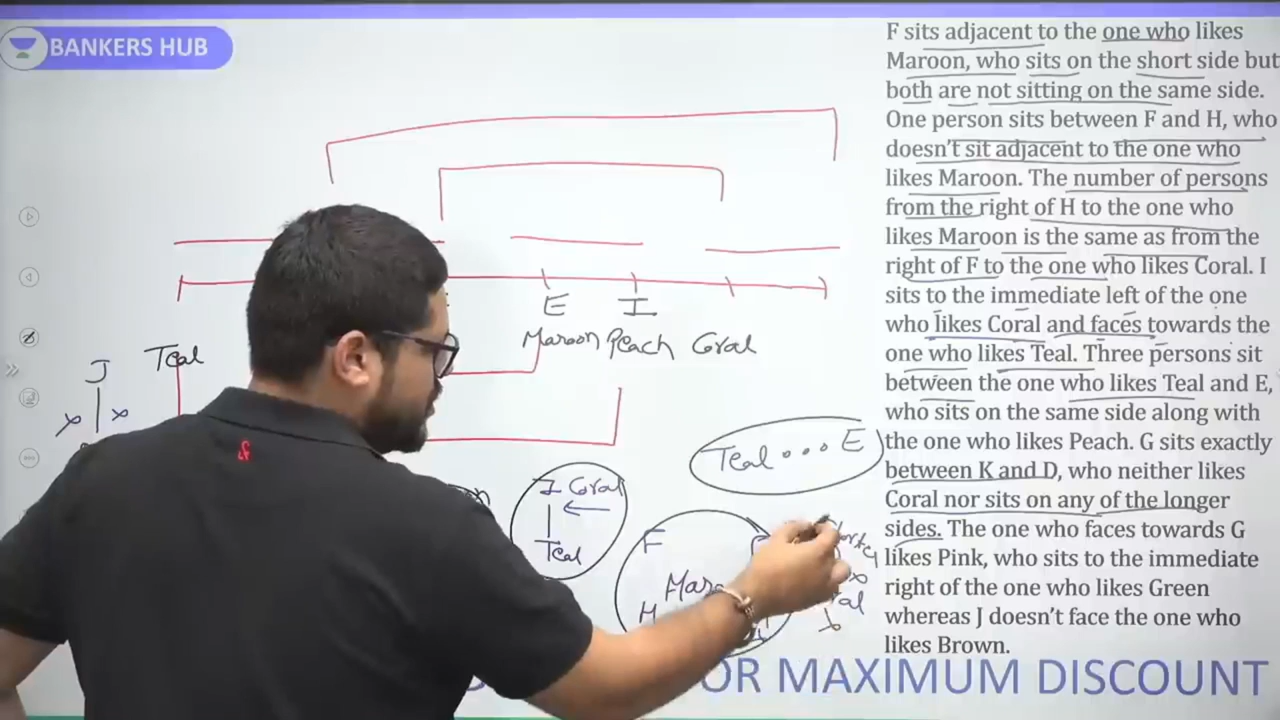 BANKERS HUB
E I
Maroon Peach Coral
J Teal
Teal ... E
I Coral
Teal
F
H
F sits adjacent to the one who likes
Maroon, who sits on the short side but
both are not sitting on the same side.
One person sits between F and H, who
doesn't sit adjacent to the one who
likes Maroon. The number of persons
from the right of H to the one who
likes Maroon is the same as from the
right of F to the one who likes Coral. I
sits to the immediate left of the one
who likes Coral and faces towards the
one who likes Teal. Three persons sit
between the one who likes Teal and E,
who sits on the same side along with
the one who likes Peach. G sits exactly
between K and D, who neither likes
Coral nor sits on any of the longer
sides. The one who faces towards G
likes Pink, who sits to the immediate
right of the one who likes Green
whereas J doesn't face the one who
likes Brown.
OR MAXIMUM DISCOUNT